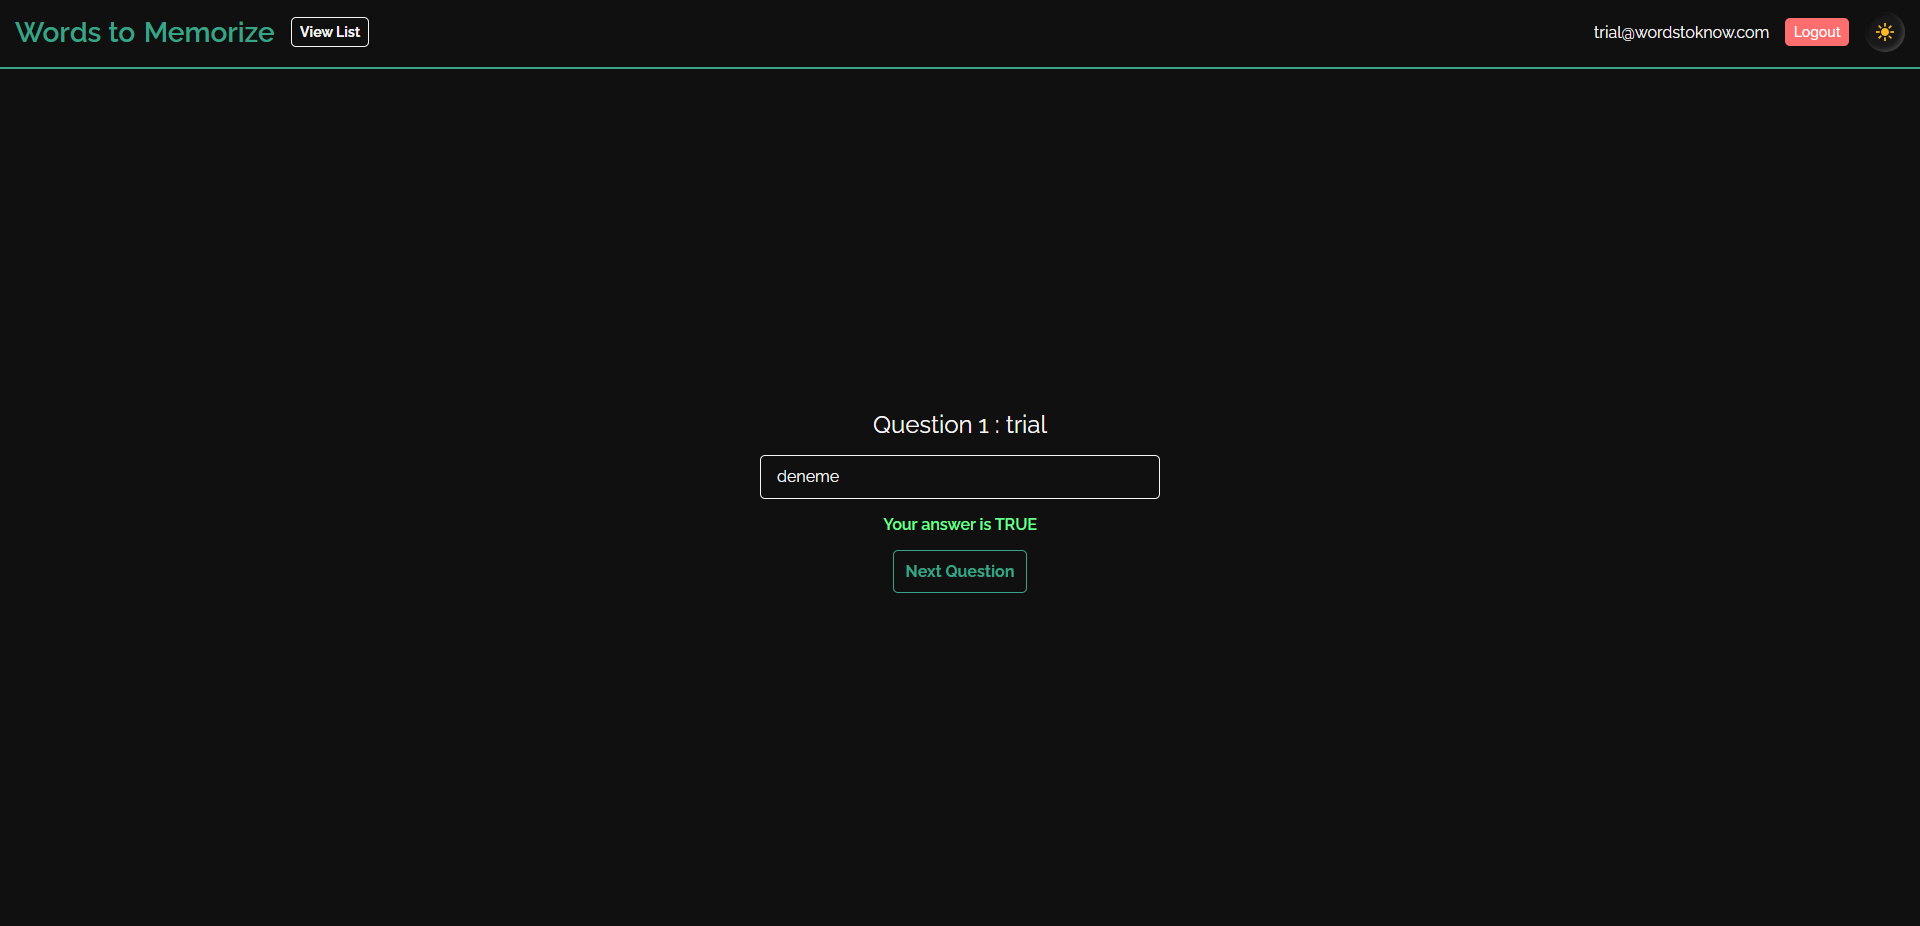 Words to Memorize View List trial@wordstoknow.com Logout
Question 1 : trial
deneme
Your answer is TRUE
Next Question